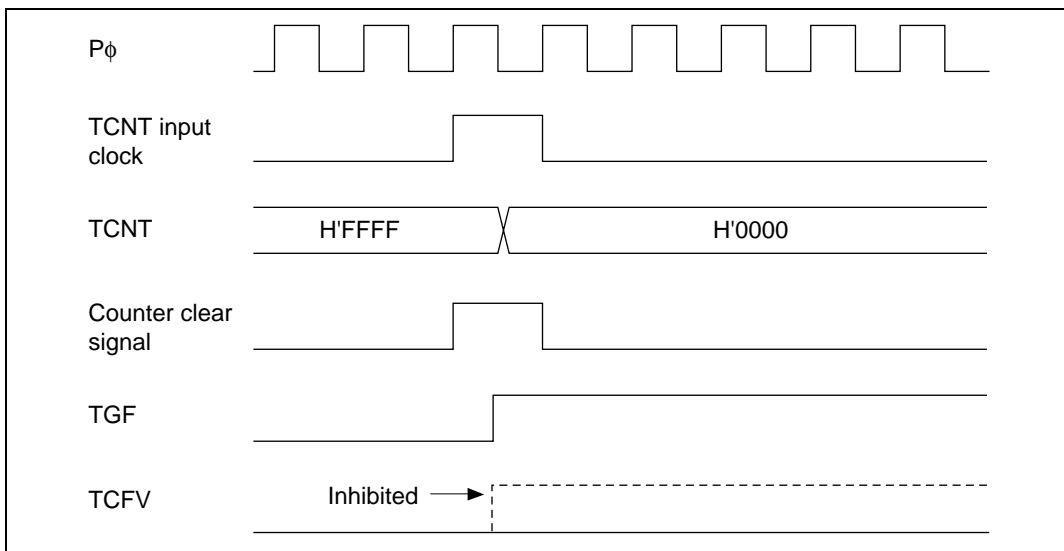 Pϕ
TCNT input
clock
TCNT
H'FFFF
H'0000
Counter clear
signal
TGF
TCFV
Inhibited